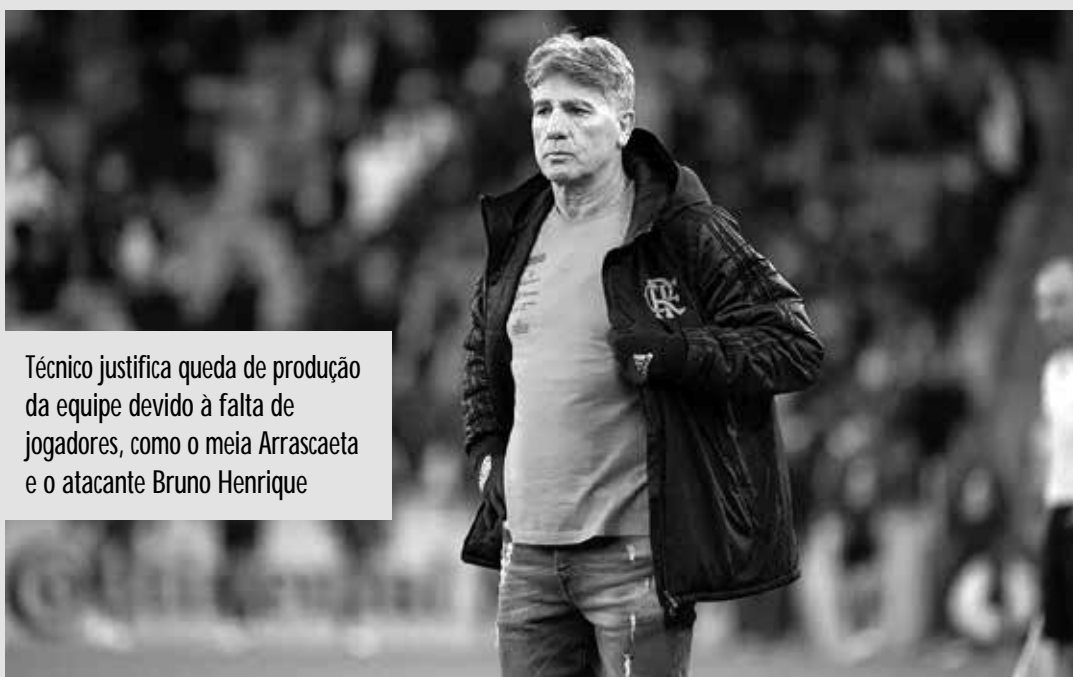 Técnico justifica queda de produção
da equipe devido à falta de
jogadores, como o meia Arrascaeta
e o atacante Bruno Henrique